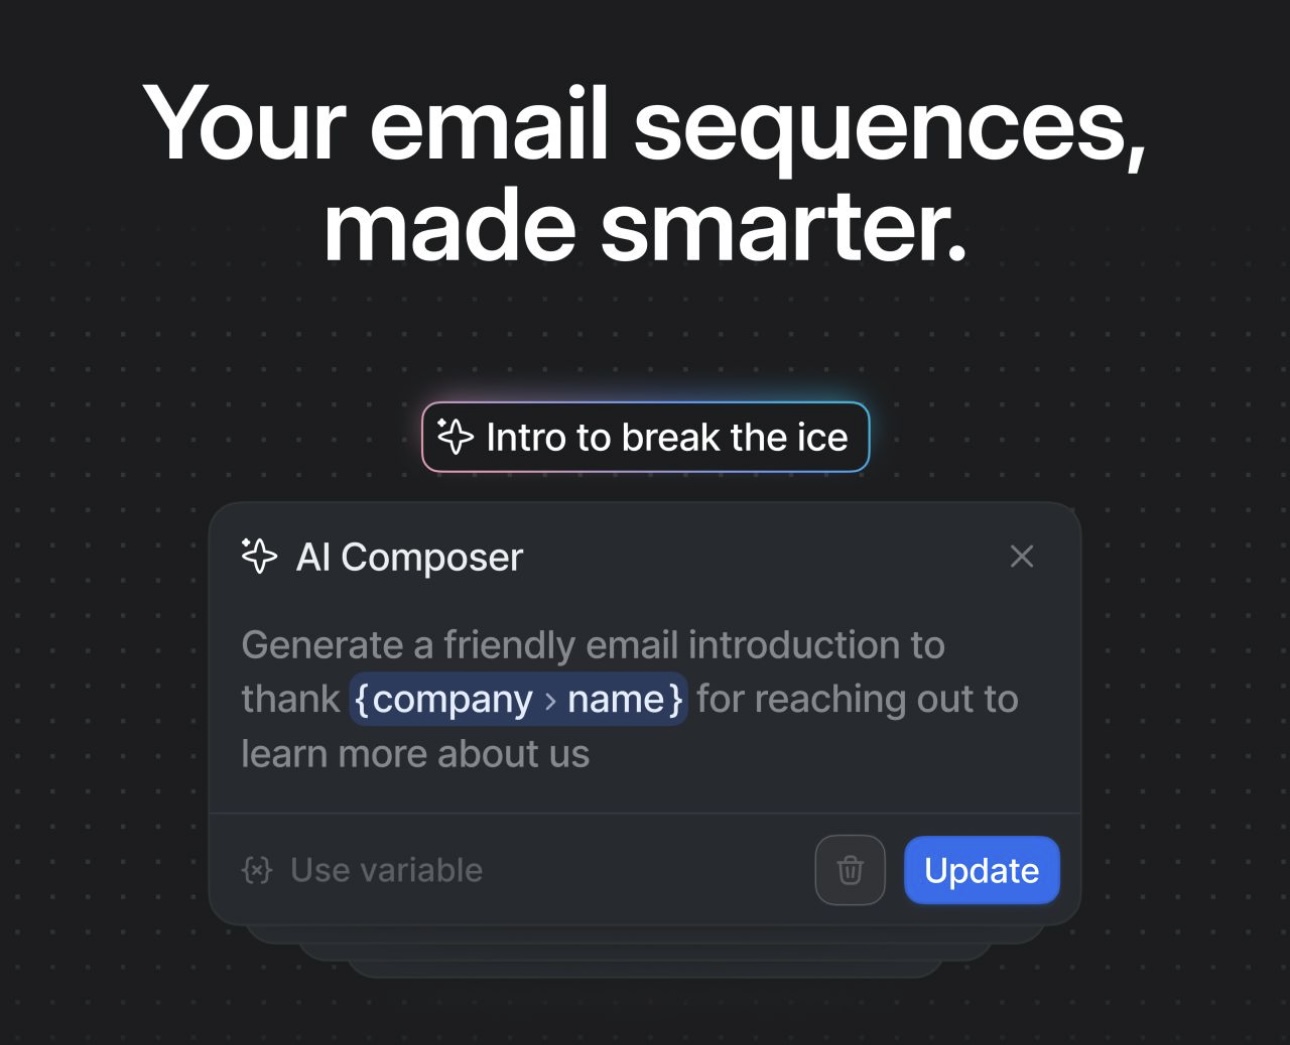 Your email sequences,
made smarter.
Intro to break the ice
AI Composer
Generate a friendly email introduction to
thank {company › name} for reaching out to
learn more about us
Use variable
Update